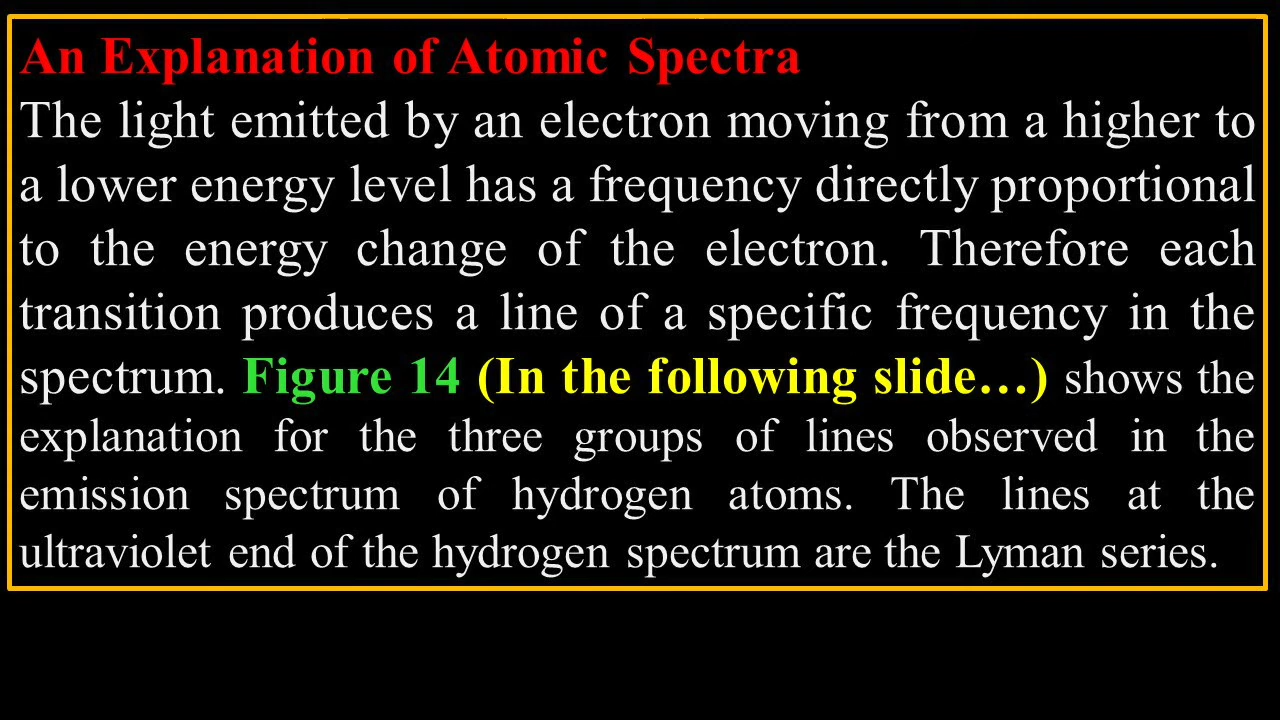 An Explanation of Atomic Spectra
The light emitted by an electron moving from a higher to
a lower energy level has a frequency directly proportional
to the energy change of the electron. Therefore each
transition produces a line of a specific frequency in the
spectrum. Figure 14 (In the following slide…) shows the
explanation for the three groups of lines observed in the
emission spectrum of hydrogen atoms. The lines at the
ultraviolet end of the hydrogen spectrum are the Lyman series.